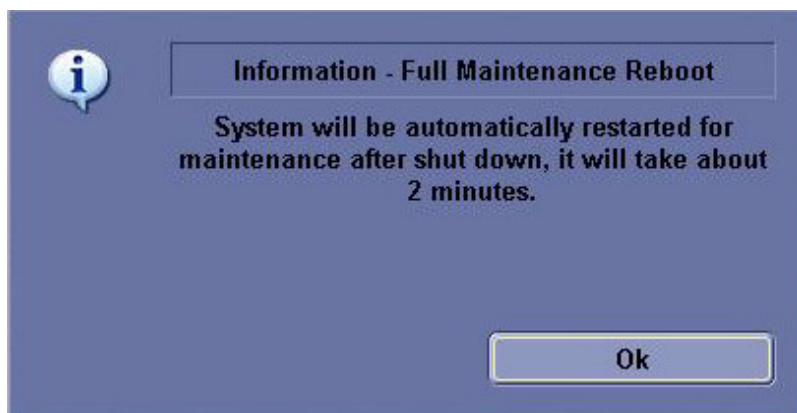 Information - Full Maintenance Reboot
System will be automatically restarted for
maintenance after shut down, it will take about
2 minutes.
Ok